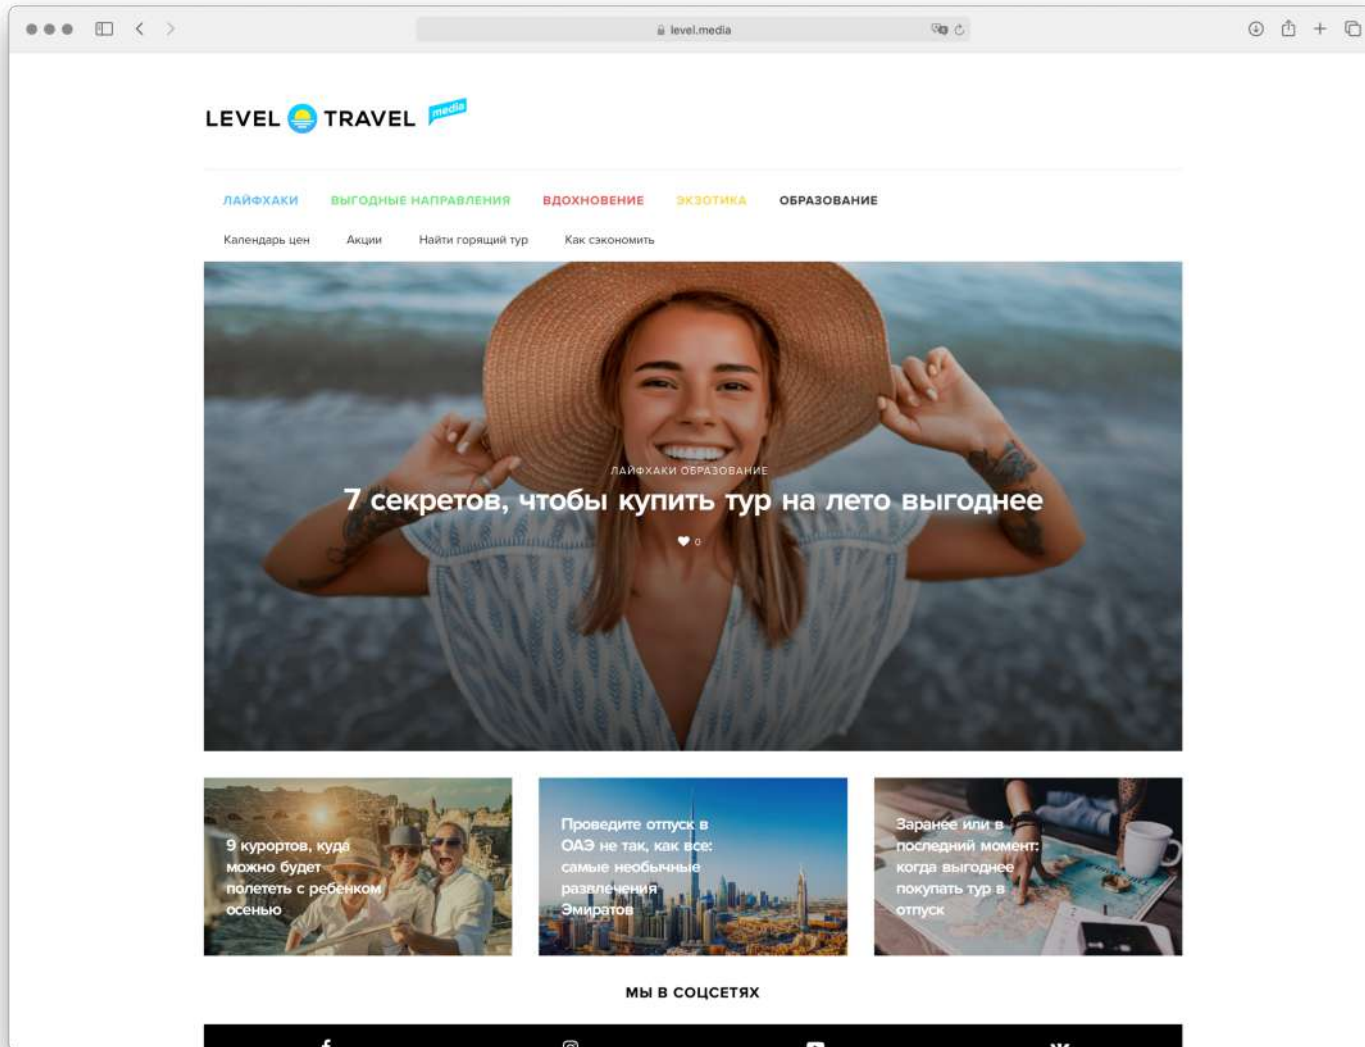 level.media
LEVEL TRAVEL media
ЛАЙФХАКИ ВЫГОДНЫЕ НАПРАВЛЕНИЯ ВДОХНОВЕНИЕ ЭКЗОТИКА ОБРАЗОВАНИЕ
Календарь цен Акции Найти горящий тур Как сэкономить
ЛАЙФХАКИ ОБРАЗОВАНИЕ
7 секретов, чтобы купить тур на лето выгоднее
0
9 курортов, куда
можно будет
полететь с ребенком
осенью
Проведите отпуск в
ОАЭ не так, как все:
самые необычные
развлечения
Эмиратов
Заранее или в
последний момент:
когда выгоднее
покупать тур в
отпуск
МЫ В СОЦСЕТЯХ